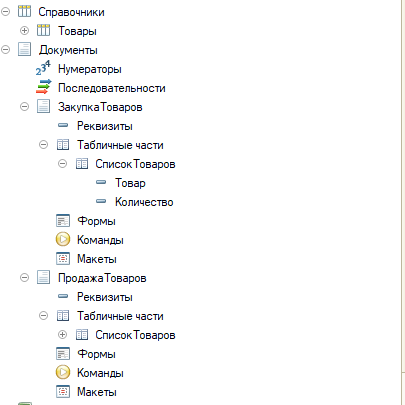 Справочники
Товары
Документы
Нумераторы
Последовательности
ЗакупкаТоваров
Реквизиты
Табличные части
СписокТоваров
Товар
Количество
Формы
Команды
Макеты
ПродажаТоваров
Реквизиты
Табличные части
СписокТоваров
Формы
Команды
Макеты